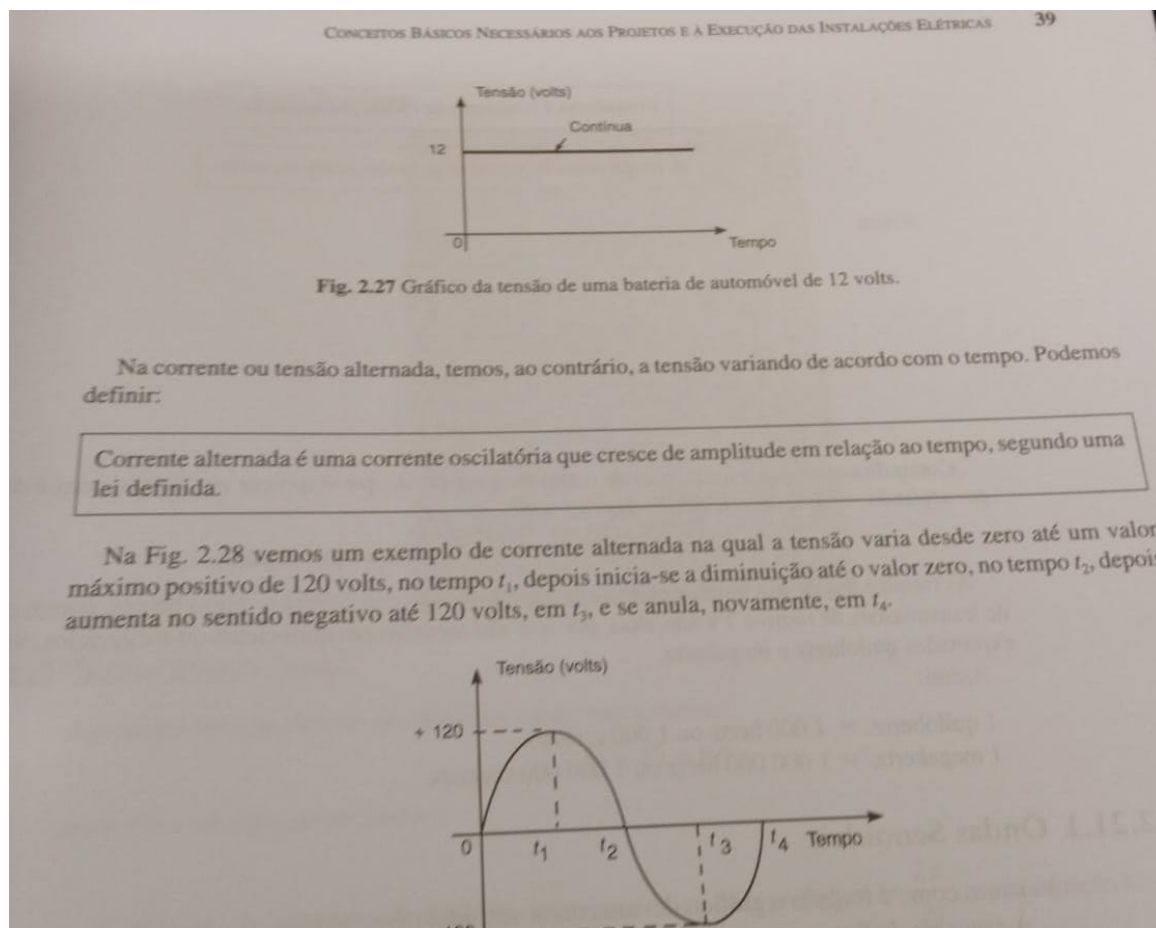 CONCEITOS BÁSICOS NECESSÁRIOS AOS PROJETOS E À EXECUÇÃO DAS INSTALAÇÕES ELÉTRICAS 39
Tensão (volts)
Contínua
12
0
Tempo
Fig. 2.27 Gráfico da tensão de uma bateria de automóvel de 12 volts.
Na corrente ou tensão alternada, temos, ao contrário, a tensão variando de acordo com o tempo. Podemos
definir:
Corrente alternada é uma corrente oscilatória que cresce de amplitude em relação ao tempo, segundo uma
lei definida.
Na Fig. 2.28 vemos um exemplo de corrente alternada na qual a tensão varia desde zero até um valor
máximo positivo de 120 volts, no tempo t₁, depois inicia-se a diminuição até o valor zero, no tempo t₂, depois
aumenta no sentido negativo até 120 volts, em t₃, e se anula, novamente, em t₄.
Tensão (volts)
+ 120
0 t₁ t₂ t₃ t₄ Tempo